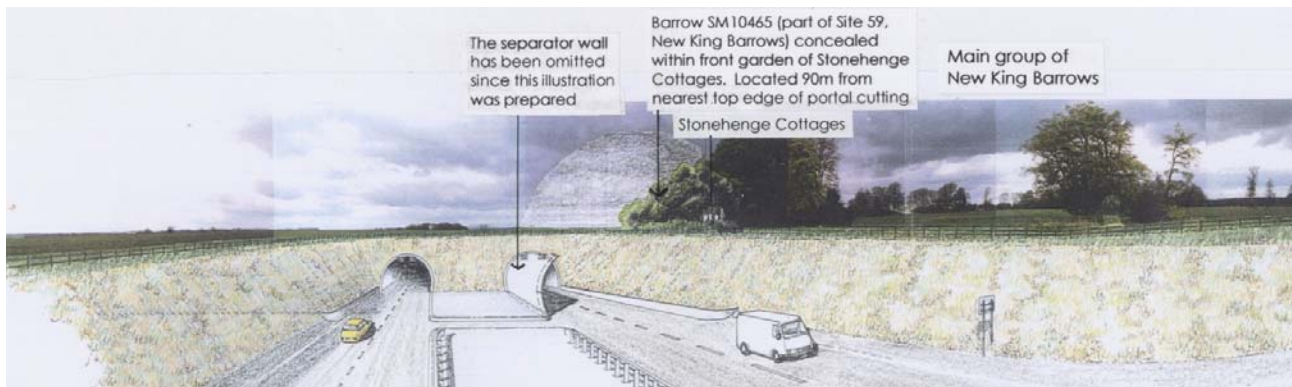 The separator wall
has been omitted
since this illustration
was prepared
Barrow SM10465 (part of Site 59,
New King Barrows) concealed
within front garden of Stonehenge
Cottages. Located 90m from
nearest top edge of portal cutting
Stonehenge Cottages
Main group of
New King Barrows